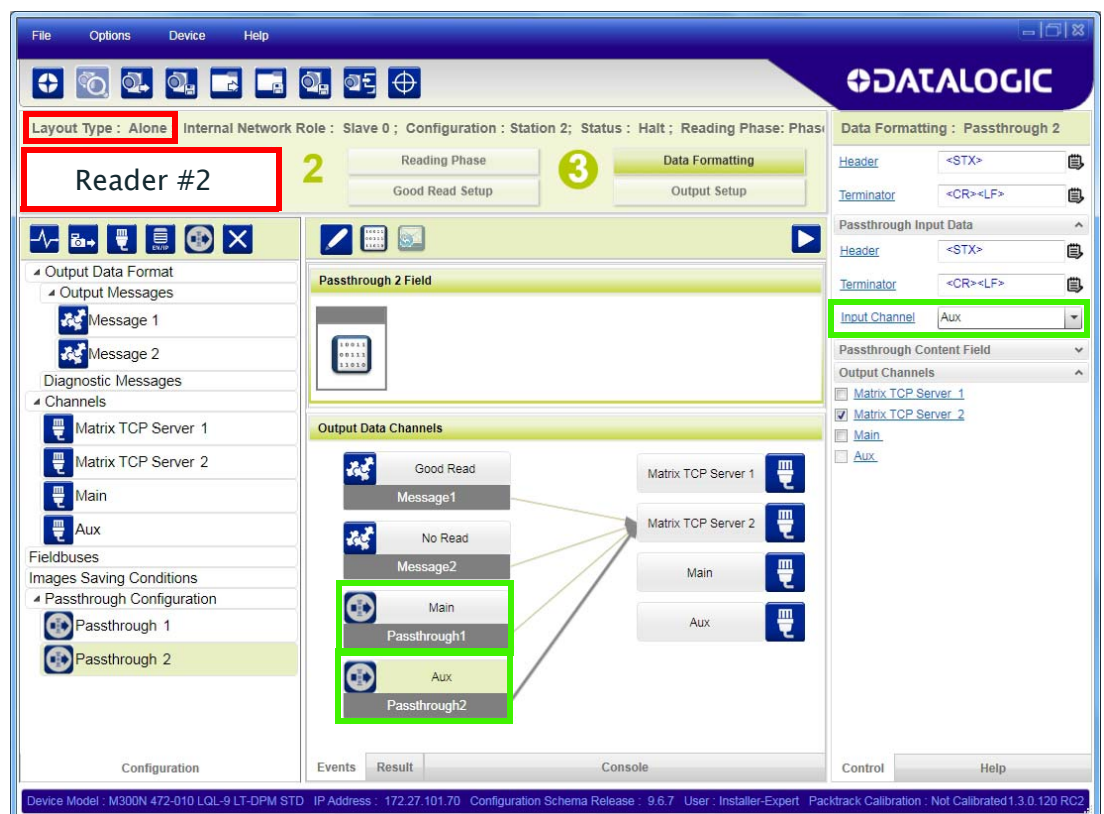 File Options Device Help
DATALOGIC
Layout Type : Alone Internal Network Role : Slave 0 ; Configuration : Station 2; Status : Halt ; Reading Phase: Phas
Reader #2
2
Reading Phase
Good Read Setup
3
Data Formatting
Output Setup
EN/IP
Output Data Format
Output Messages
Message 1
Message 2
Diagnostic Messages
Channels
Matrix TCP Server 1
Matrix TCP Server 2
Main
Aux
Fieldbuses
Images Saving Conditions
Passthrough Configuration
Passthrough 1
Passthrough 2
Configuration
Passthrough 2 Field
10011
00111
11010
Output Data Channels
Good Read
Message1
No Read
Message2
Main
Passthrough1
Aux
Passthrough2
Matrix TCP Server 1
Matrix TCP Server 2
Main
Aux
Events Result Console
Data Formatting : Passthrough 2
Header <STX>
Terminator <CR><LF>
Passthrough Input Data
Header <STX>
Terminator <CR><LF>
Input Channel Aux
Passthrough Content Field
Output Channels
Matrix TCP Server 1
Matrix TCP Server 2
Main
Aux
Control Help
Device Model : M300N 472-010 LQL-9 LT-DPM STD IP Address : 172.27.101.70 Configuration Schema Release : 9.6.7 User : Installer-Expert Packtrack Calibration : Not Calibrated 1.3.0.120 RC2